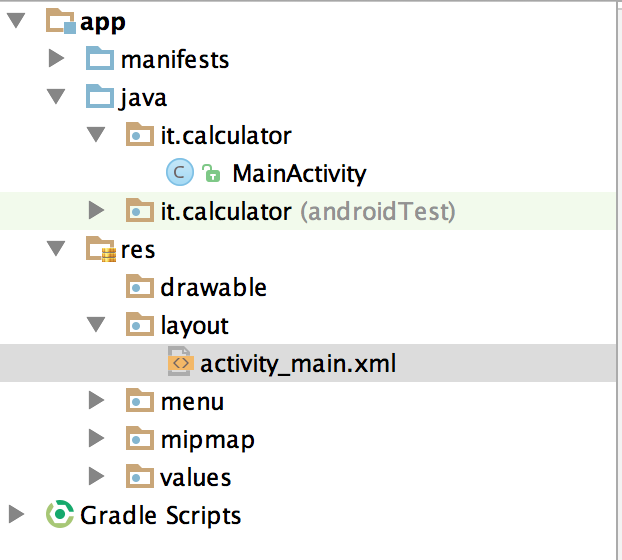 app
manifests
java
it.calculator
C MainActivity
it.calculator (androidTest)
res
drawable
layout
<> activity_main.xml
menu
mipmap
values
Gradle Scripts